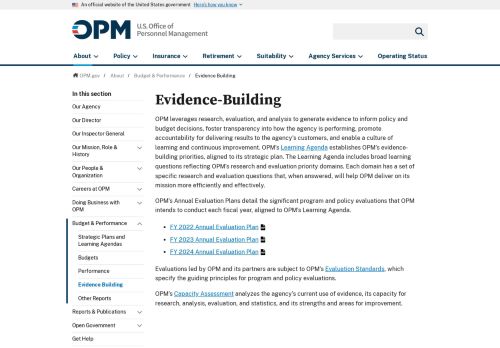 An official website of the United States government Here's how you know
OPM U.S. Office of
Personnel Management
About Policy Insurance Retirement Suitability Agency Services Operating Status
OPM.gov / About / Budget & Performance / Evidence Building
In this section
Our Agency
Our Director
Our Inspector General
Our Mission, Role &
History
Our People &
Organization
Careers at OPM
Doing Business with
OPM
Budget & Performance
Strategic Plans and
Learning Agendas
Budgets
Performance
Evidence Building
Other Reports
Reports & Publications
Open Government
Get Help
Evidence-Building
OPM leverages research, evaluation, and analysis to generate evidence to inform policy and
budget decisions, foster transparency into how the agency is performing, promote
accountability for delivering results to the agency's customers, and enable a culture of
learning and continuous improvement. OPM's Learning Agenda establishes OPM's evidence-
building priorities, aligned to its strategic plan. The Learning Agenda includes broad learning
questions reflecting OPM's research and evaluation priority domains. Each domain has a set of
specific research and evaluation questions that, when answered, will help OPM deliver on its
mission more efficiently and effectively.
OPM's Annual Evaluation Plans detail the significant program and policy evaluations that OPM
intends to conduct each fiscal year, aligned to OPM's Learning Agenda.
FY 2022 Annual Evaluation Plan
FY 2023 Annual Evaluation Plan
FY 2024 Annual Evaluation Plan
Evaluations led by OPM and its partners are subject to OPM's Evaluation Standards, which
specify the guiding principles for program and policy evaluations.
OPM's Capacity Assessment analyzes the agency's current use of evidence, its capacity for
research, analysis, evaluation, and statistics, and its strengths and areas for improvement.